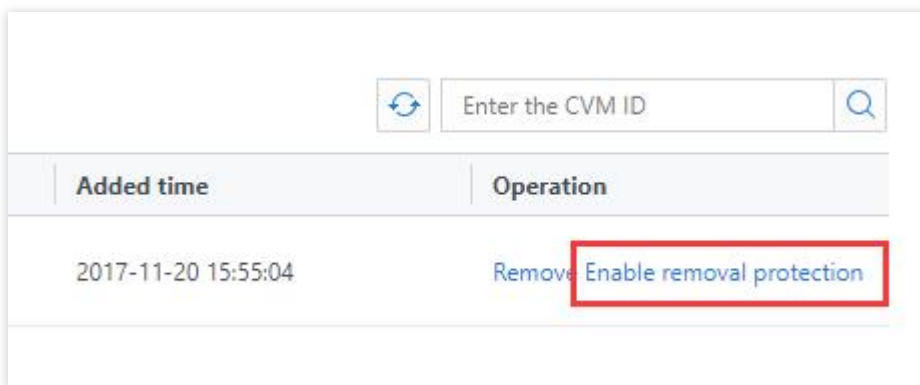 Enter the CVM ID
Added time Operation
2017-11-20 15:55:04 Remove Enable removal protection